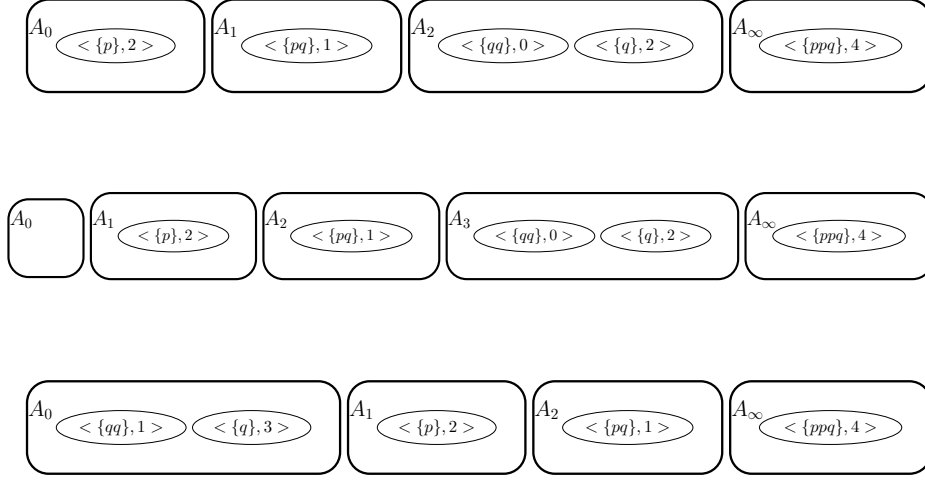 A₀ < {p}, 2 > A₁ < {pq}, 1 > A₂ < {qq}, 0 > < {q}, 2 > A∞ < {ppq}, 4 >
A₀ A₁ < {p}, 2 > A₂ < {pq}, 1 > A₃ < {qq}, 0 > < {q}, 2 > A∞ < {ppq}, 4 >
A₀ < {qq}, 1 > < {q}, 3 > A₁ < {p}, 2 > A₂ < {pq}, 1 > A∞ < {ppq}, 4 >